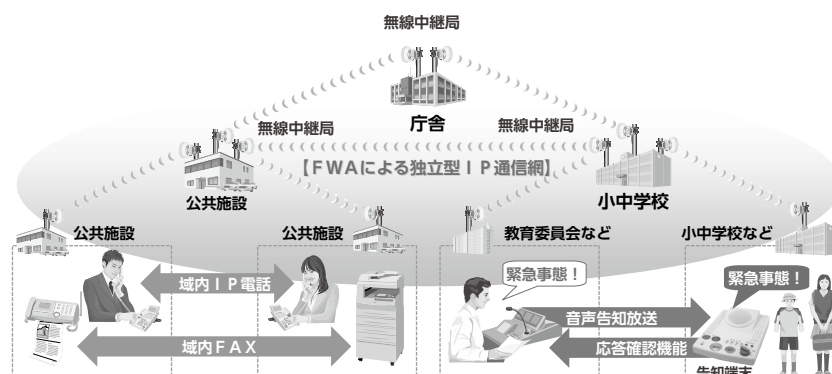 無線中継局
庁舎
無線中継局
無線中継局
【FWAによる独立型IP通信網】
公共施設
小中学校
公共施設
公共施設
教育委員会など
小中学校など
緊急事態!
緊急事態!
域内IP電話
音声告知放送
域内FAX
応答確認機能
告知端末